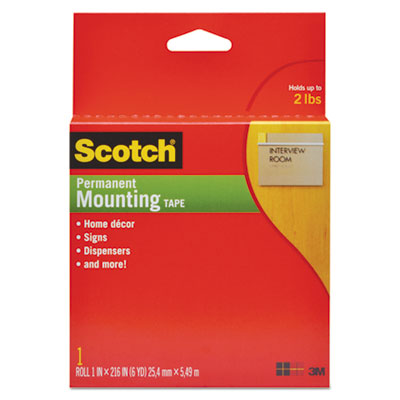 Holds up to
2 lbs
Scotch
Permanent
Mounting TAPE
• Home décor
• Signs
• Dispensers
• and more!
INTERVIEW
ROOM
1
ROLL 1 IN X 216 IN (6 YD) 25,4 mm x 5,49 m
3M